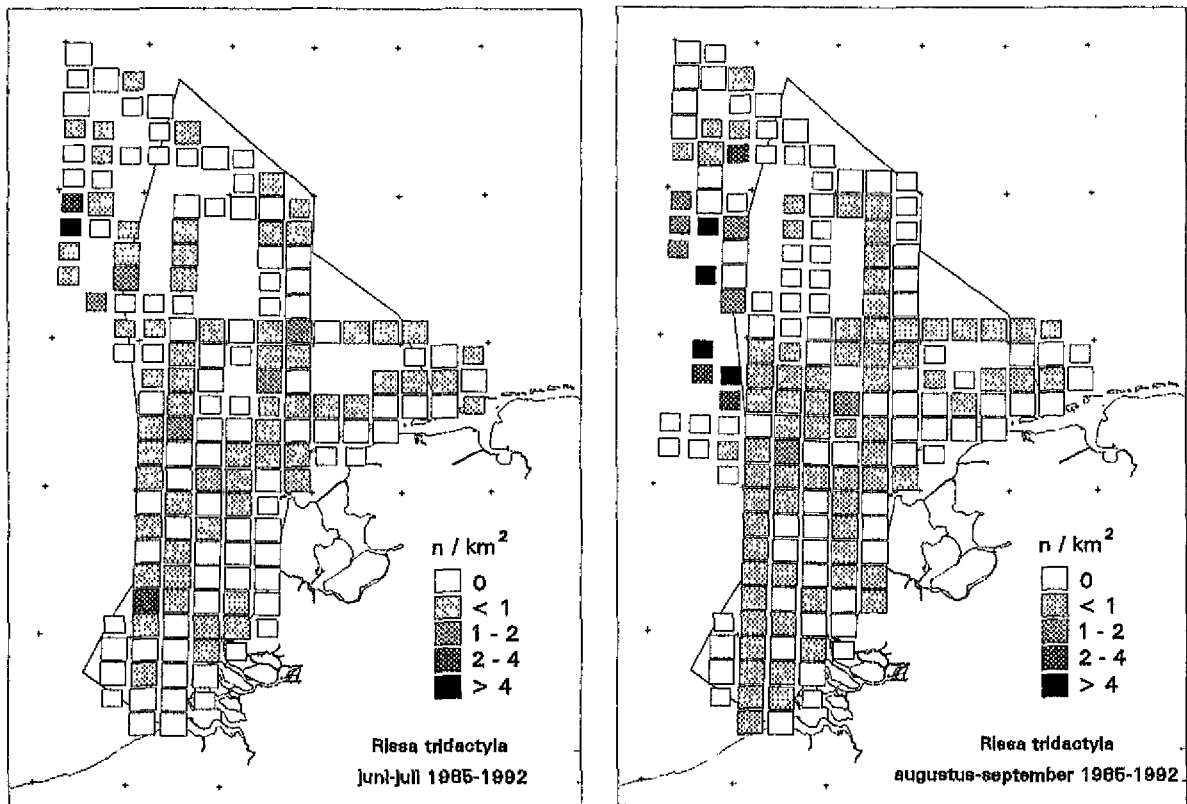 n / km²
0
< 1
1 - 2
2 - 4
> 4
Rissa tridactyla
juni-juli 1985-1992
n / km²
0
< 1
1 - 2
2 - 4
> 4
Rissa tridactyla
augustus-september 1985-1992